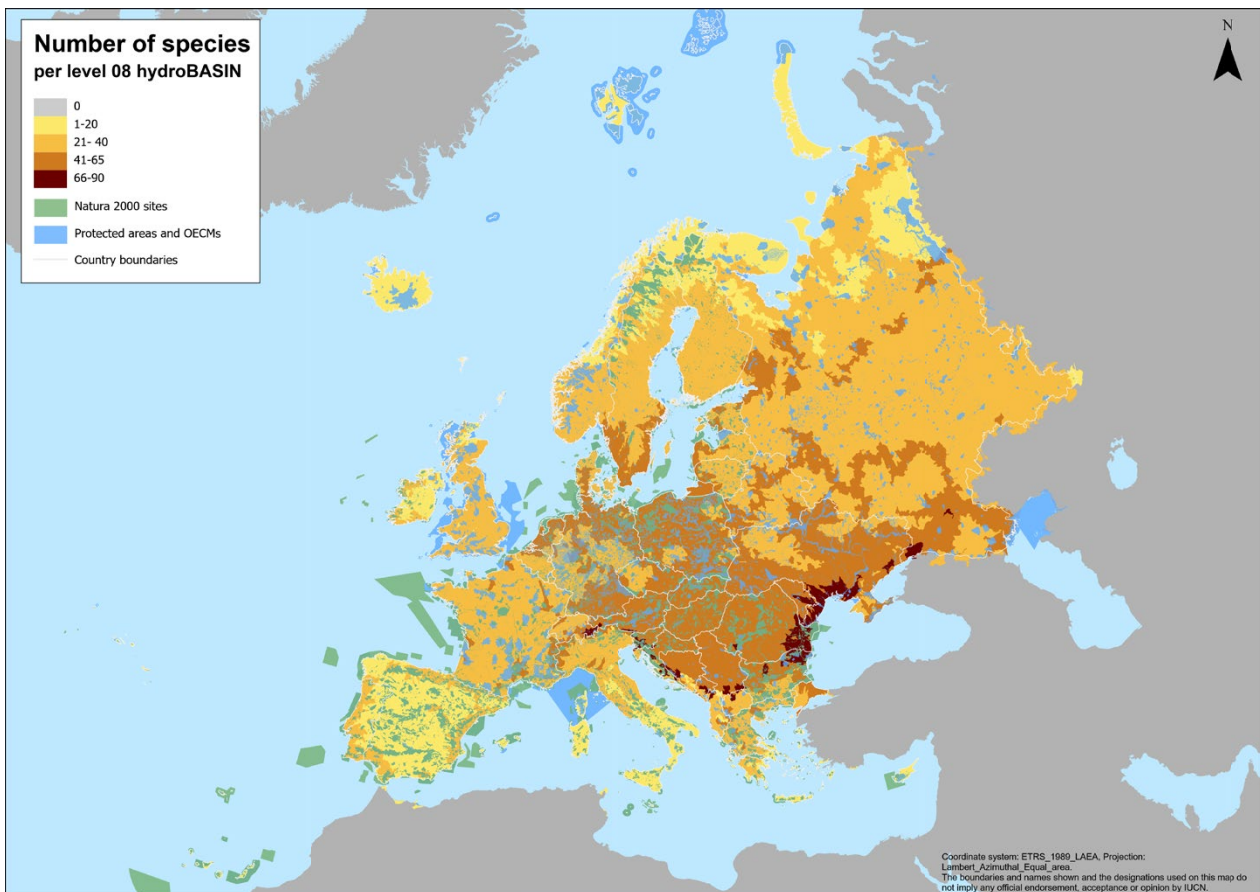 Number of species
per level 08 hydroBASIN
0
1-20
21- 40
41-65
66-90
Natura 2000 sites
Protected areas and OECMs
Country boundaries
N
Coordinate system: ETRS_1989_LAEA, Projection:
Lambert_Azimuthal_Equal_area.
The boundaries and names shown and the designations used on this map do
not imply any official endorsement, acceptance or opinion by IUCN.